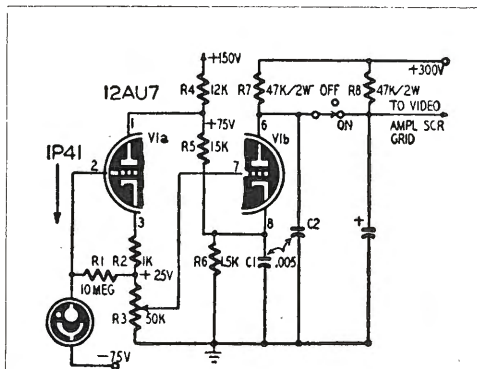 +150V
+300V
R4 12K
R7 47K/2W
OFF
R8 47K/2W
12AU7
TO VIDEO
ON
AMPL SCR
GRID
1
V1a
+75V
6
V1b
R5 15K
1P41
2
7
3
8
C2
R1
R2 1K
10 MEG
+25V
R6 1.5K
C1 .005
+
R3 50K
-75V